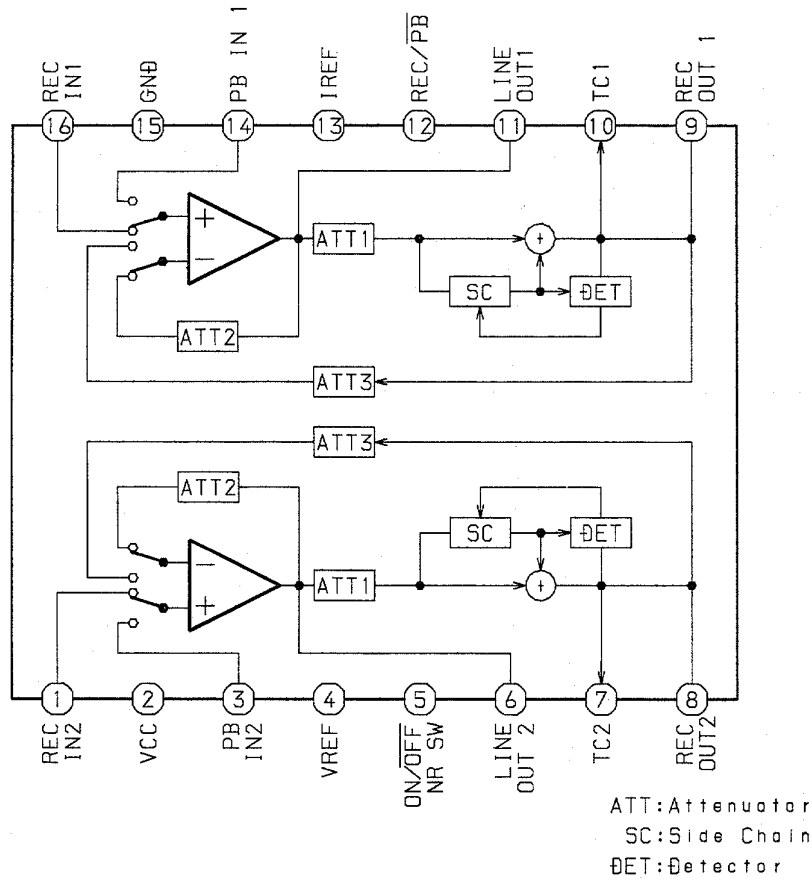 REC IN1
GND
PB IN 1
IREF
REC/PB
LINE OUT1
TC1
REC OUT 1
16
15
14
13
12
11
10
9
+
−
ATT1
+
SC
DET
ATT2
ATT3
ATT3
ATT2
SC
DET
−
+
ATT1
+
1
2
3
4
5
6
7
8
REC IN2
VCC
PB IN2
VREF
ON/OFF NR SW
LINE OUT 2
TC2
REC OUT2
ATT:Attenuator
SC:Side Chain
DET:Detector